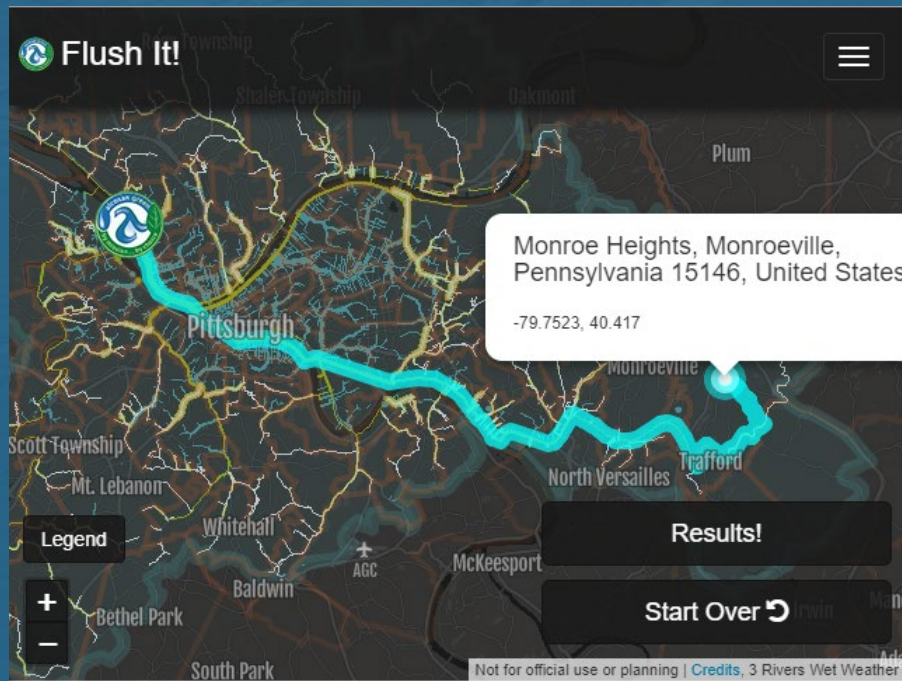 Flush It!
Shaler Township
Oakmont
Plum
Monroe Heights, Monroeville,
Pennsylvania 15146, United States
-79.7523, 40.417
Pittsburgh
Monroeville
Scott Township
Mt. Lebanon
North Versailles
Trafford
Whitehall
Legend
Results!
AGC
McKeesport
Baldwin
+
Bethel Park
Start Over
Irwin
−
South Park
Not for official use or planning | Credits, 3 Rivers Wet Weather